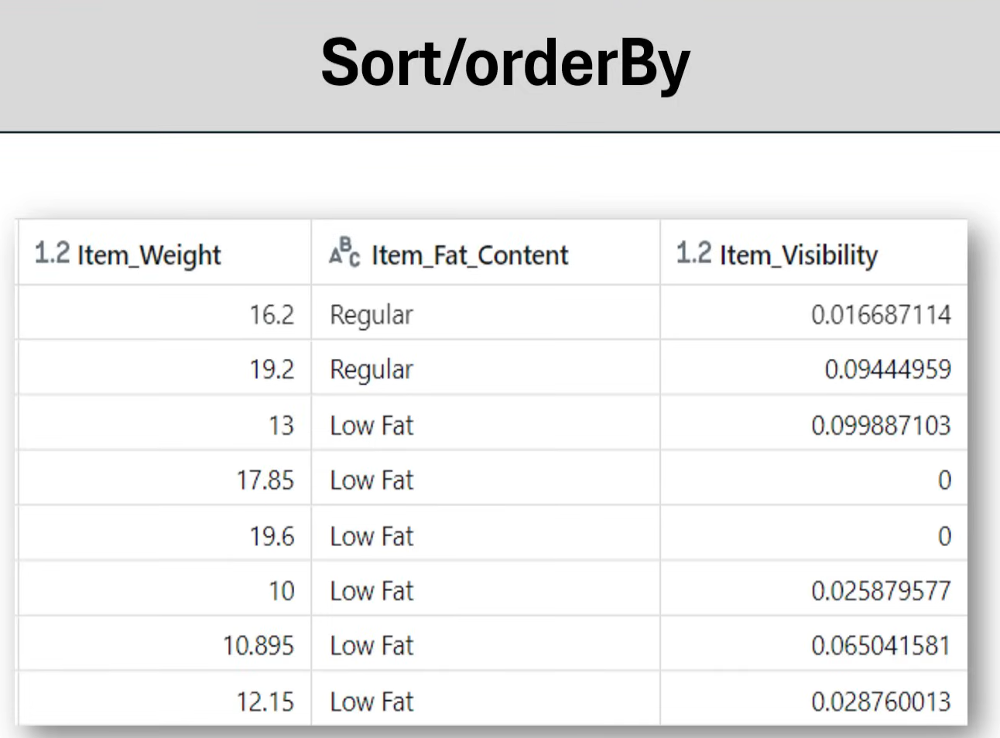 Sort/orderBy
1.2 Item_Weight ABC Item_Fat_Content 1.2 Item_Visibility
16.2 Regular 0.016687114
19.2 Regular 0.09444959
13 Low Fat 0.099887103
17.85 Low Fat 0
19.6 Low Fat 0
10 Low Fat 0.025879577
10.895 Low Fat 0.065041581
12.15 Low Fat 0.028760013